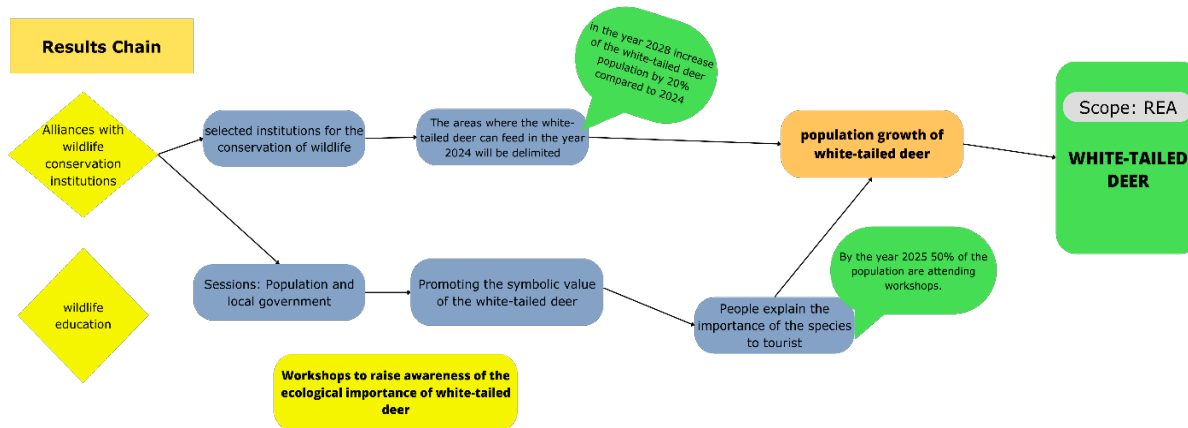 Results Chain
in the year 2028 increase
of the white-tailed deer
population by 20%
compared to 2024
Scope: REA
WHITE-TAILED
DEER
Alliances with
wildlife
conservation
institutions
selected institutions for the
conservation of wildlife
The areas where the white-
tailed deer can feed in the year
2024 will be delimited
population growth of
white-tailed deer
By the year 2025 50% of the
population are attending
workshops.
wildlife
education
Sessions: Population and
local government
Promoting the symbolic value
of the white-tailed deer
People explain the
importance of the species
to tourist
Workshops to raise awareness of the
ecological importance of white-tailed
deer